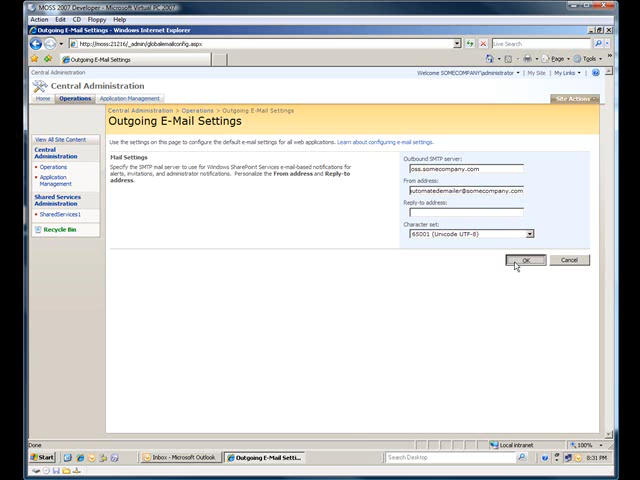 MOSS 2007 Developer - Microsoft Virtual PC 2007
Action Edit CD Floppy Help
Outgoing E-Mail Settings - Windows Internet Explorer
http://moss:21216/_admin/globalemailconfig.aspx
Live Search
Outgoing E-Mail Settings
Page
Tools
Central Administration
Welcome SOMECOMPANY\administrator
My Site
My Links
Central Administration
Home Operations Application Management
Site Actions
Central Administration > Operations > Outgoing E-Mail Settings
Outgoing E-Mail Settings
View All Site Content
Central Administration
Operations
Application Management
Shared Services Administration
SharedServices1
Recycle Bin
Use the settings on this page to configure the default e-mail settings for all web applications. Learn about configuring e-mail settings.
Mail Settings
Specify the SMTP mail server to use for Windows SharePoint Services e-mail-based notifications for
alerts, invitations, and administrator notifications. Personalize the From address and Reply-to
address.
Outbound SMTP server:
oss.somecompany.com
From address:
automatedemailer@somecompany.com
Reply-to address:
Character set:
65001 (Unicode UTF-8)
OK
Cancel
Done
Local intranet
100%
Start
Inbox - Microsoft Outlook
Outgoing E-Mail Setti...
Search Desktop
8:31 PM